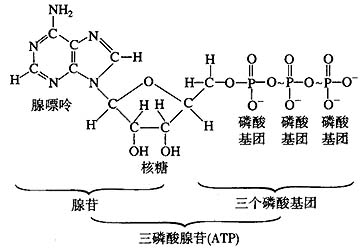 NH₂
N N
C—H
H N N
腺嘌呤
H
C—O—P—O~P—O~P—O⁻
O O O
O⁻ O⁻ O⁻
H
O
C
H H H H
磷酸 磷酸 磷酸
基团 基团 基团
OH OH
核糖
腺苷
三个磷酸基团
三磷酸腺苷(ATP)